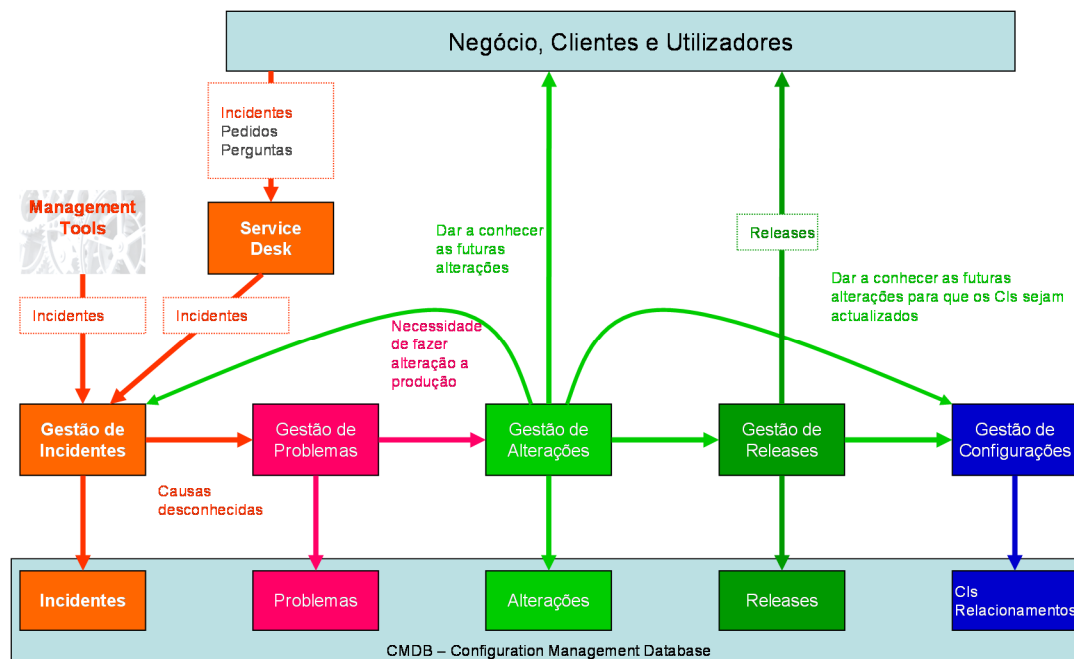 Negócio, Clientes e Utilizadores
Incidentes
Pedidos
Perguntas
Management
Tools
Service
Desk
Dar a conhecer
as futuras
alterações
Releases
Dar a conhecer as futuras
alterações para que os CIs sejam
actualizados
Incidentes
Incidentes
Necessidade
de fazer
alteração a
produção
Gestão de
Incidentes
Gestão de
Problemas
Gestão de
Alterações
Gestão de
Releases
Gestão de
Configurações
Causas
desconhecidas
Incidentes
Problemas
Alterações
Releases
CIs
Relacionamentos
CMDB – Configuration Management Database